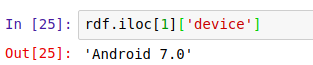 In [25]: rdf.iloc[1]['device']
Out[25]: 'Android 7.0'